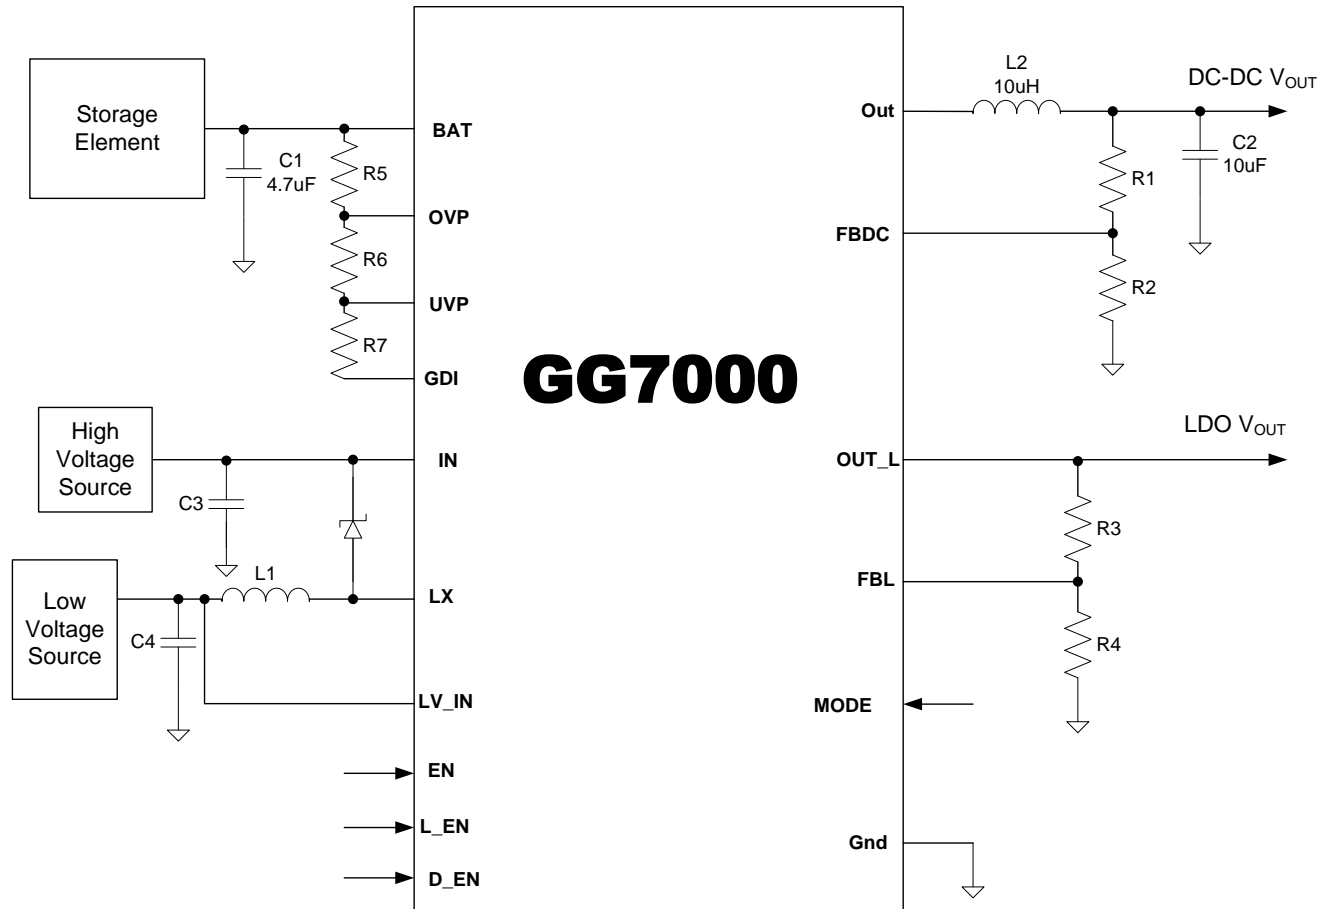 Storage
Element
C1
4.7uF
R5
R6
R7
BAT
OVP
UVP
GDI
High
Voltage
Source
C3
IN
Low
Voltage
Source
C4
L1
LX
LV_IN
EN
L_EN
D_EN
GG7000
Out
L2
10uH
DC-DC VOUT
R1
C2
10uF
FBDC
R2
LDO VOUT
OUT_L
R3
FBL
R4
MODE
Gnd